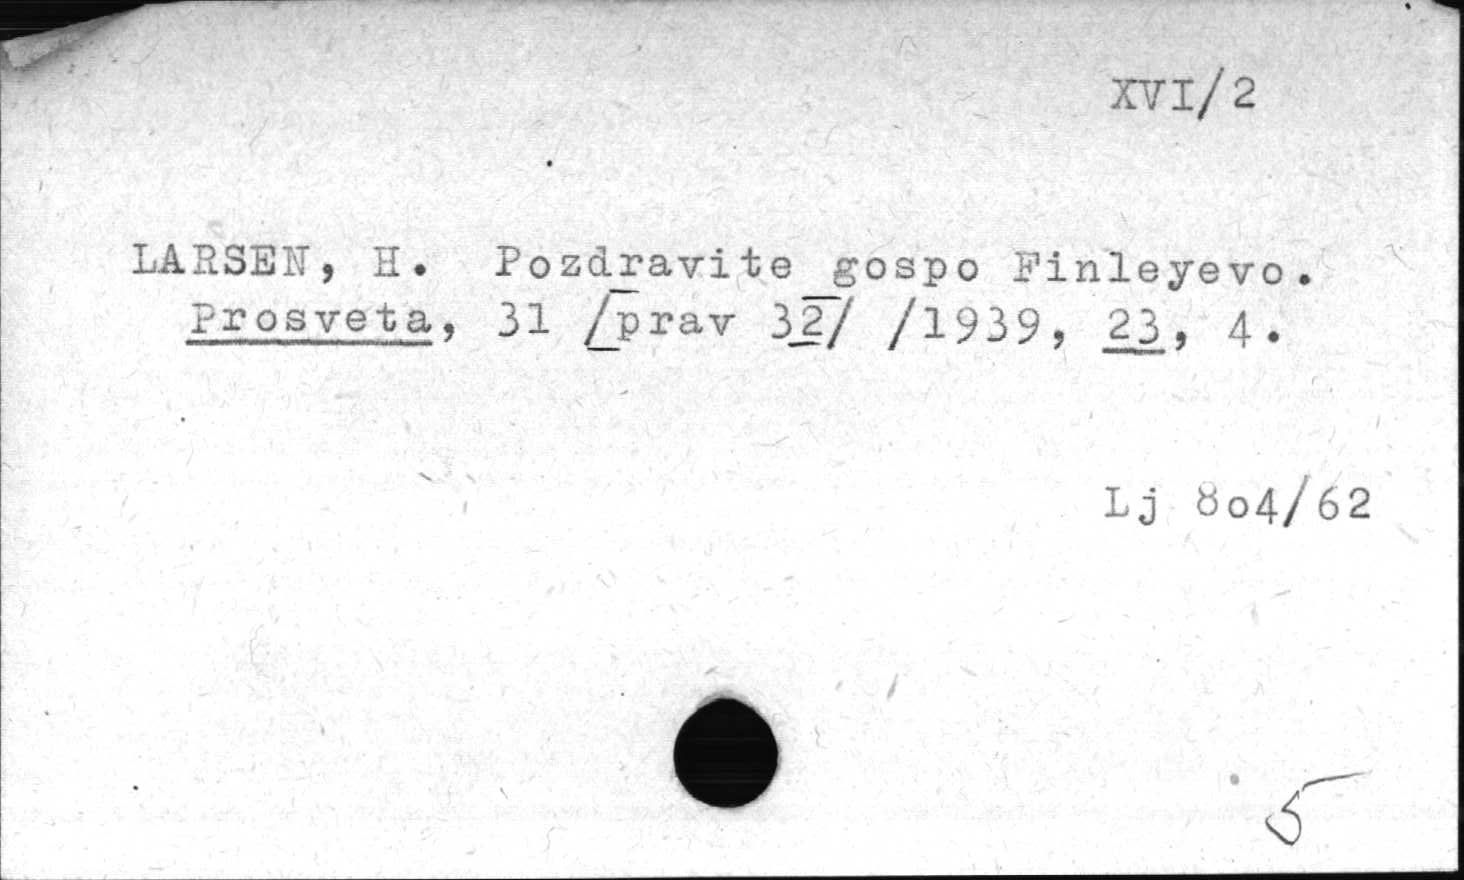 XVI/2
LARSEN, H. Pozdravite gospo Finleyevo.
Prosveta, 31 [prav 32] /1939, 23, 4.
Lj 8o4/62
5